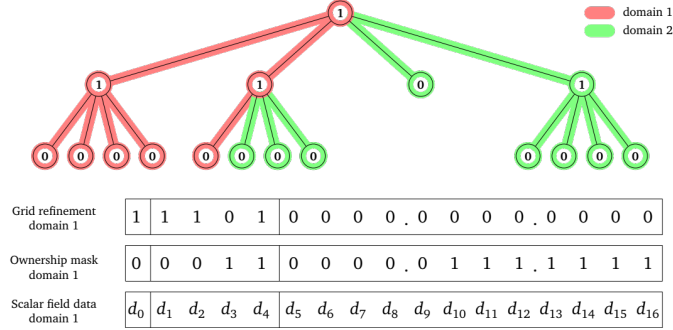 1
domain 1
domain 2
1 1 0 1
0 0 0 0 0 0 0 0 0 0 0 0
Grid refinement
domain 1
1 1 1 0 1 0 0 0 0 . 0 0 0 0 . 0 0 0 0
Ownership mask
domain 1
0 0 0 1 1 0 0 0 0 . 0 1 1 1 . 1 1 1 1
Scalar field data
domain 1
d0 d1 d2 d3 d4 d5 d6 d7 d8 d9 d10 d11 d12 d13 d14 d15 d16